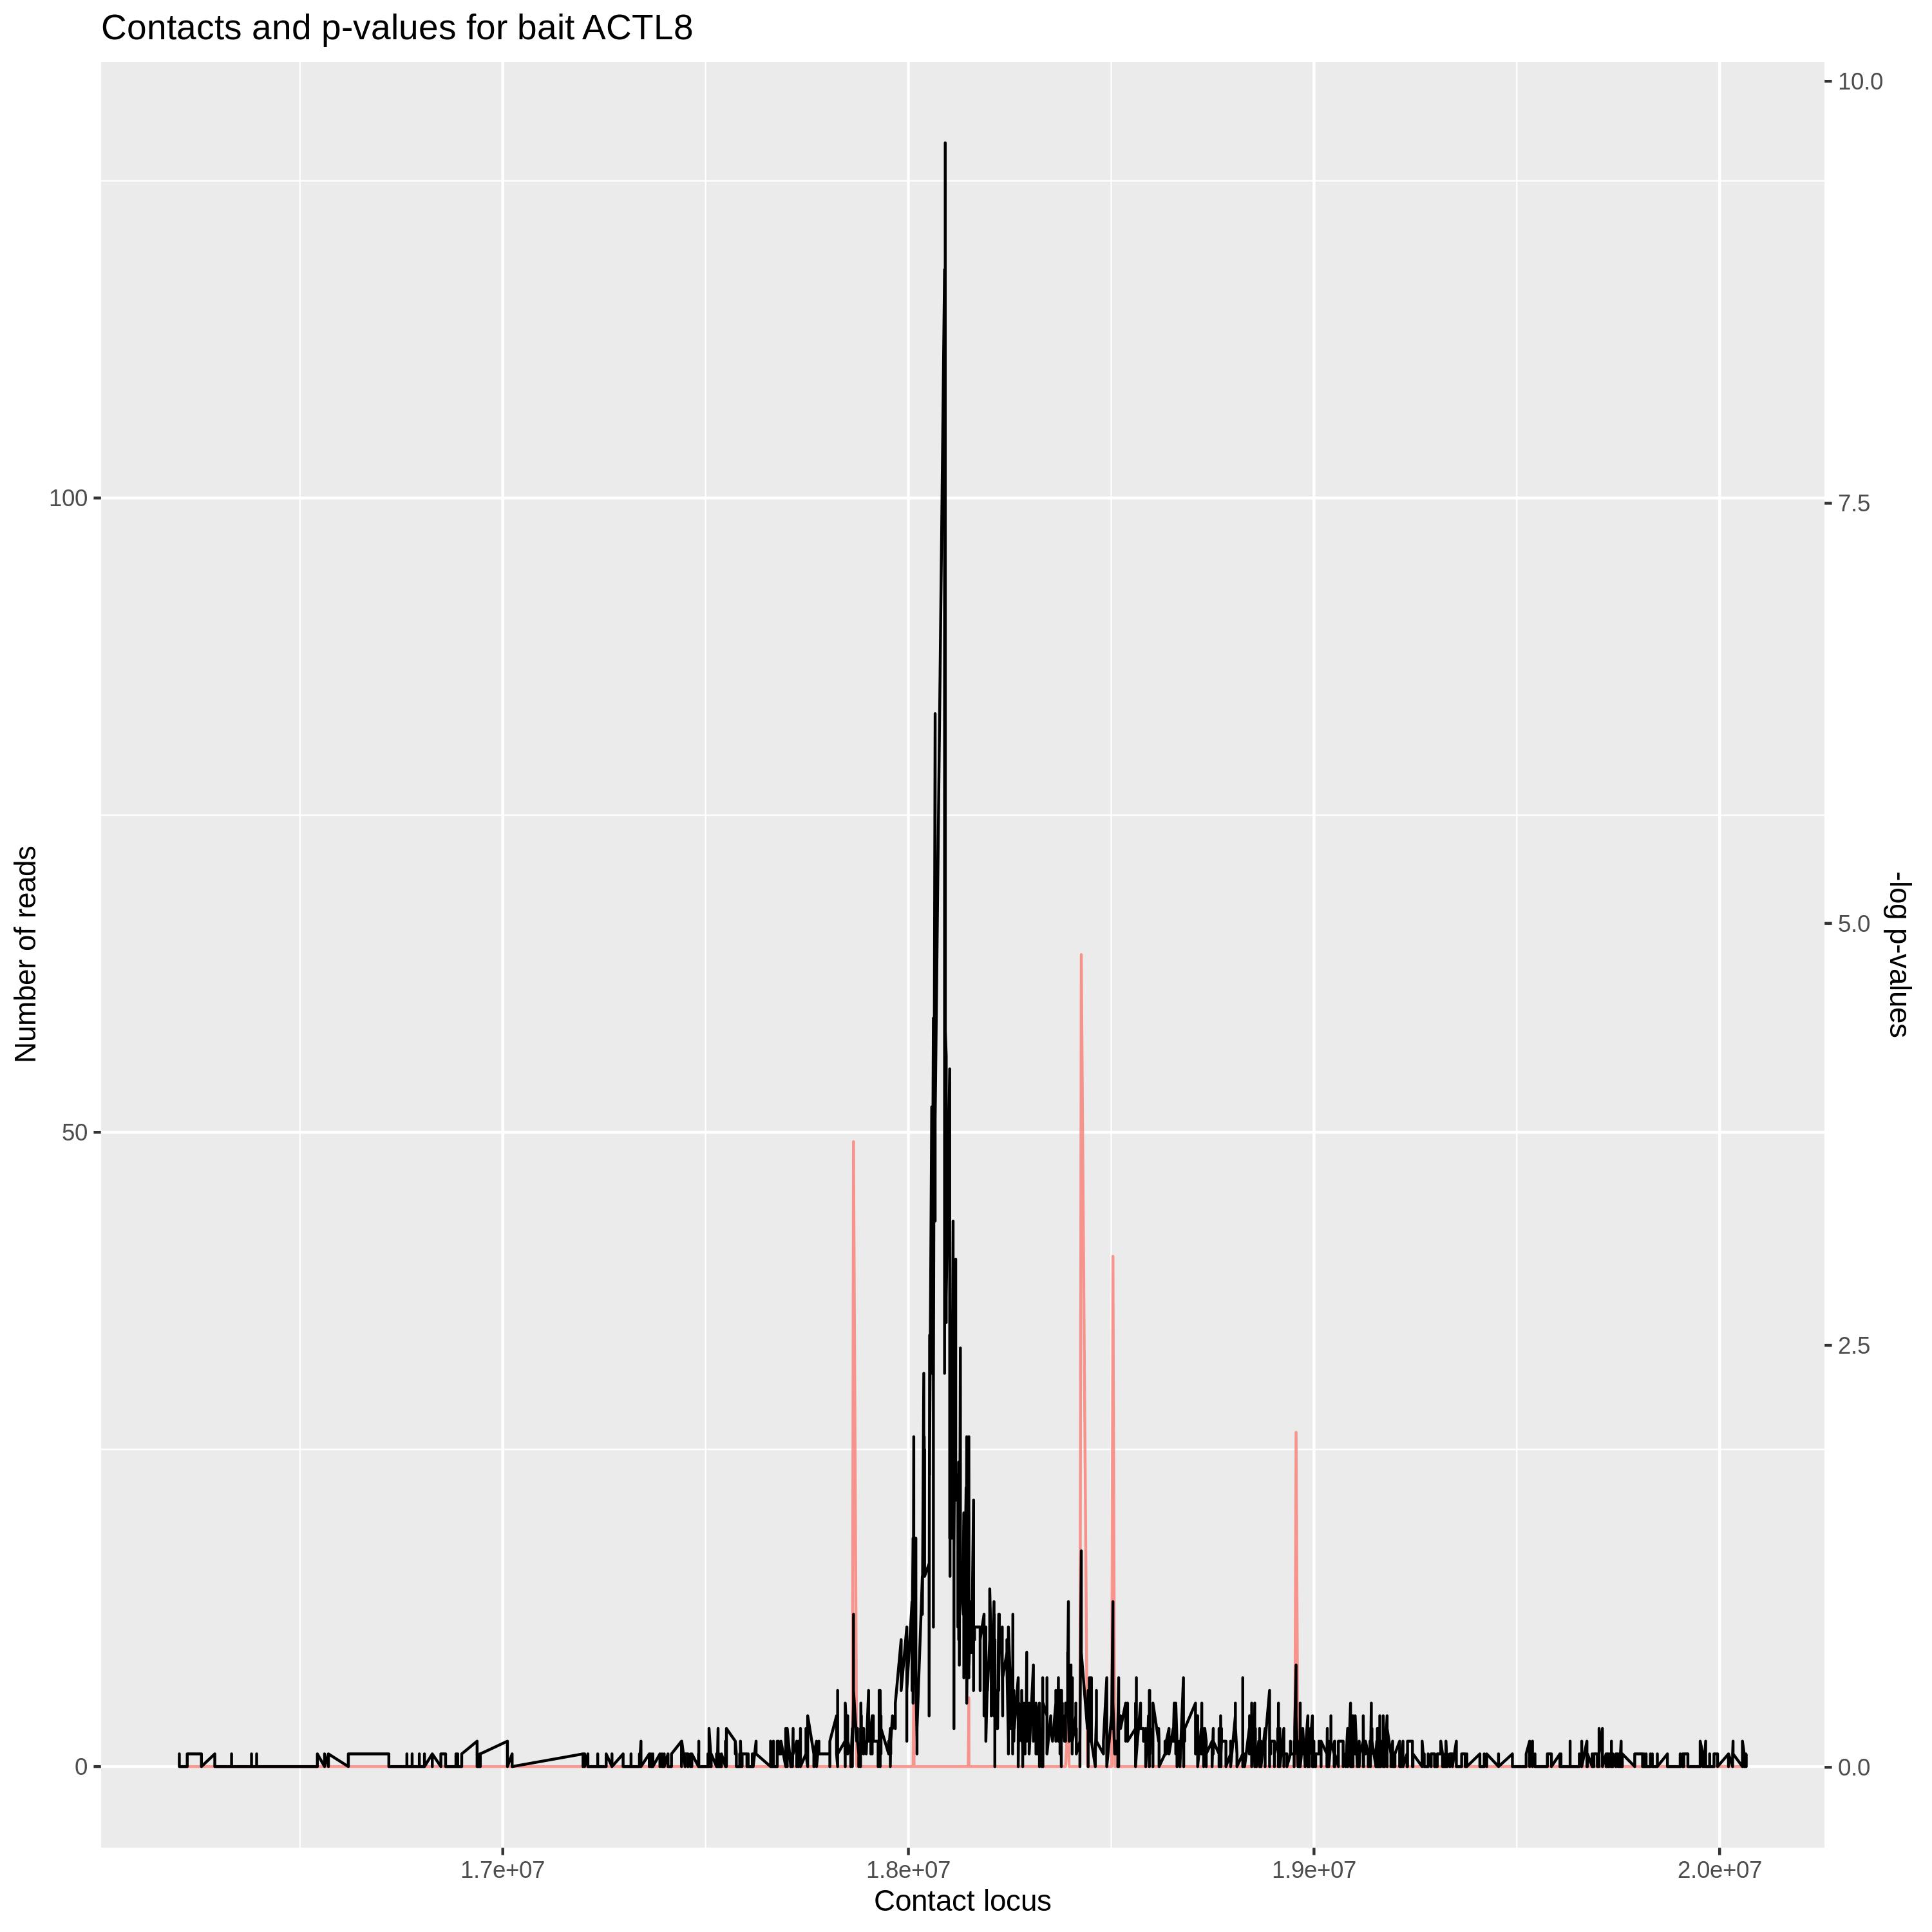 Contacts and p-values for bait ACTL8
Number of reads
100
50
0
10.0
7.5
5.0
2.5
0.0
-log p-values
1.7e+07
1.8e+07
1.9e+07
2.0e+07
Contact locus